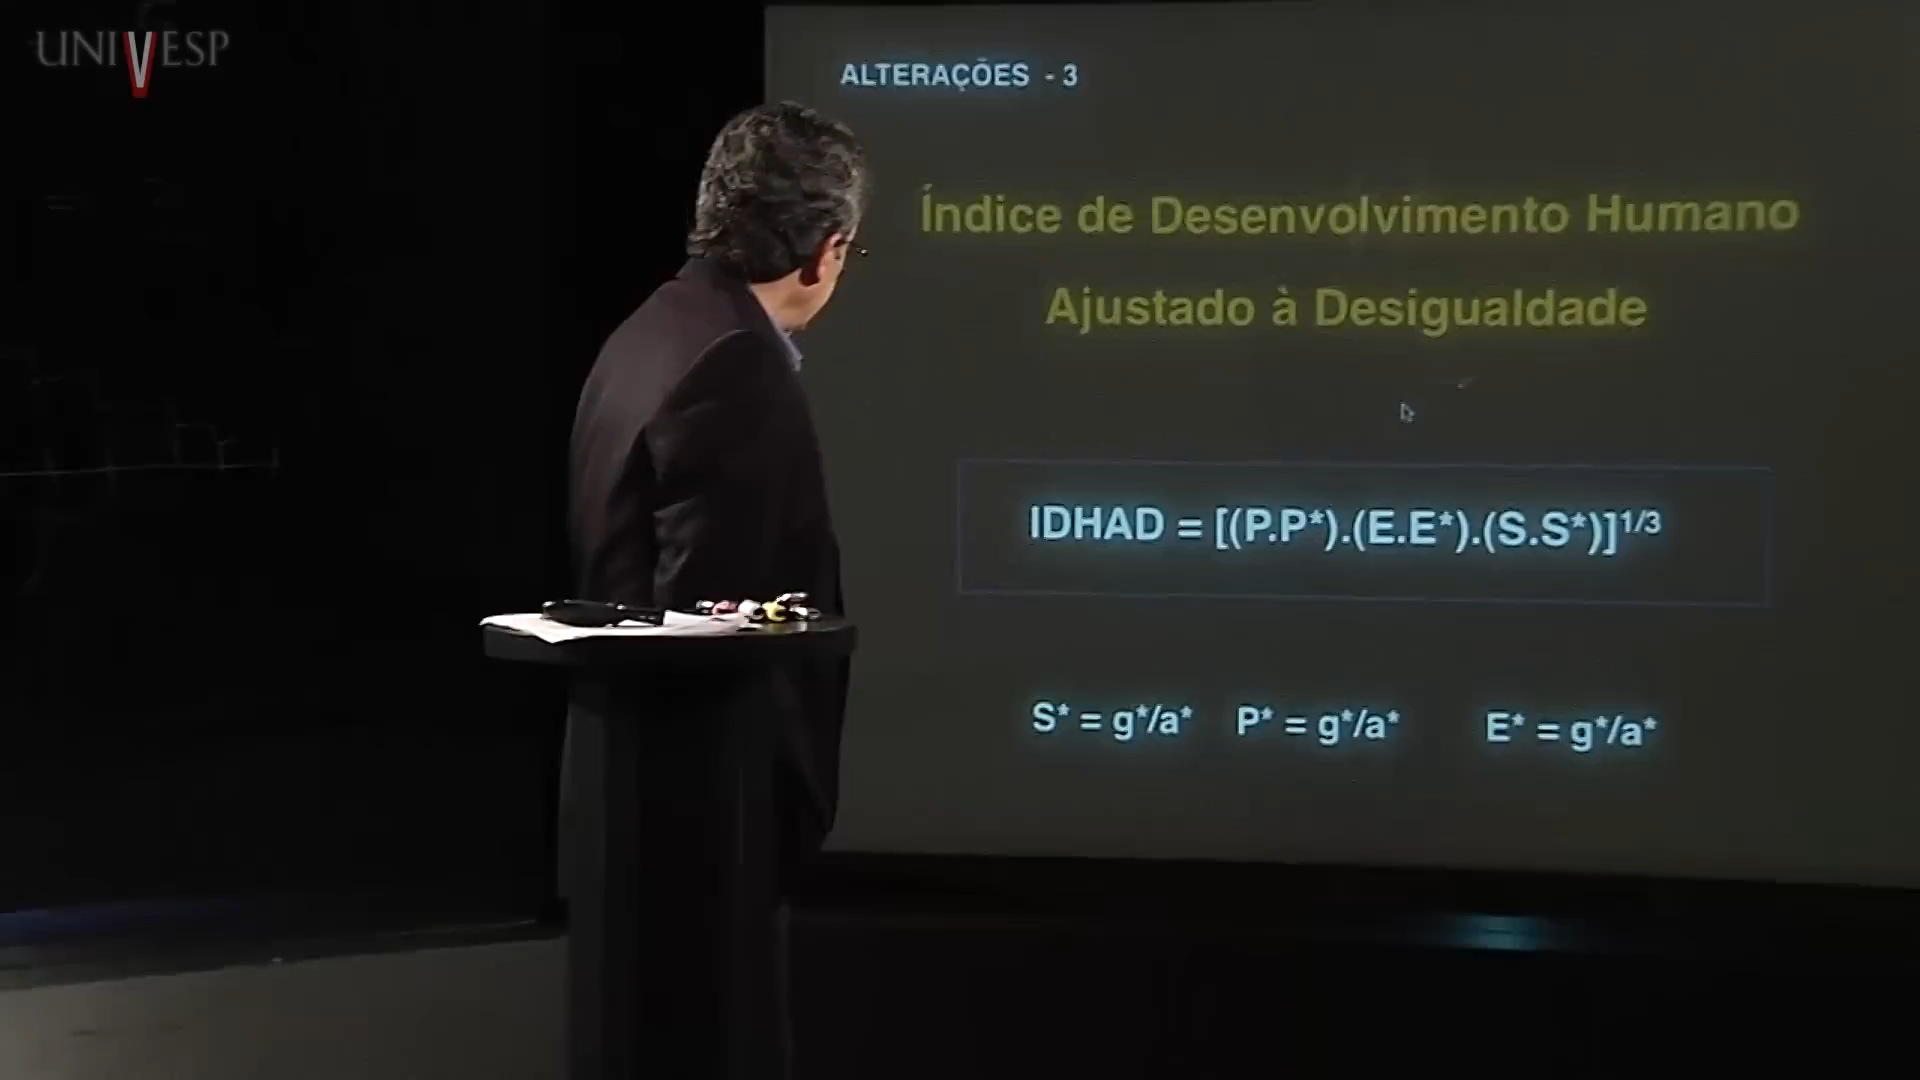 UNIVESP
ALTERAÇÕES - 3
Índice de Desenvolvimento Humano
Ajustado à Desigualdade
IDHAD = [(P.P*).(E.E*).(S.S*)]¹/³
S* = g*/a* P* = g*/a* E* = g*/a*